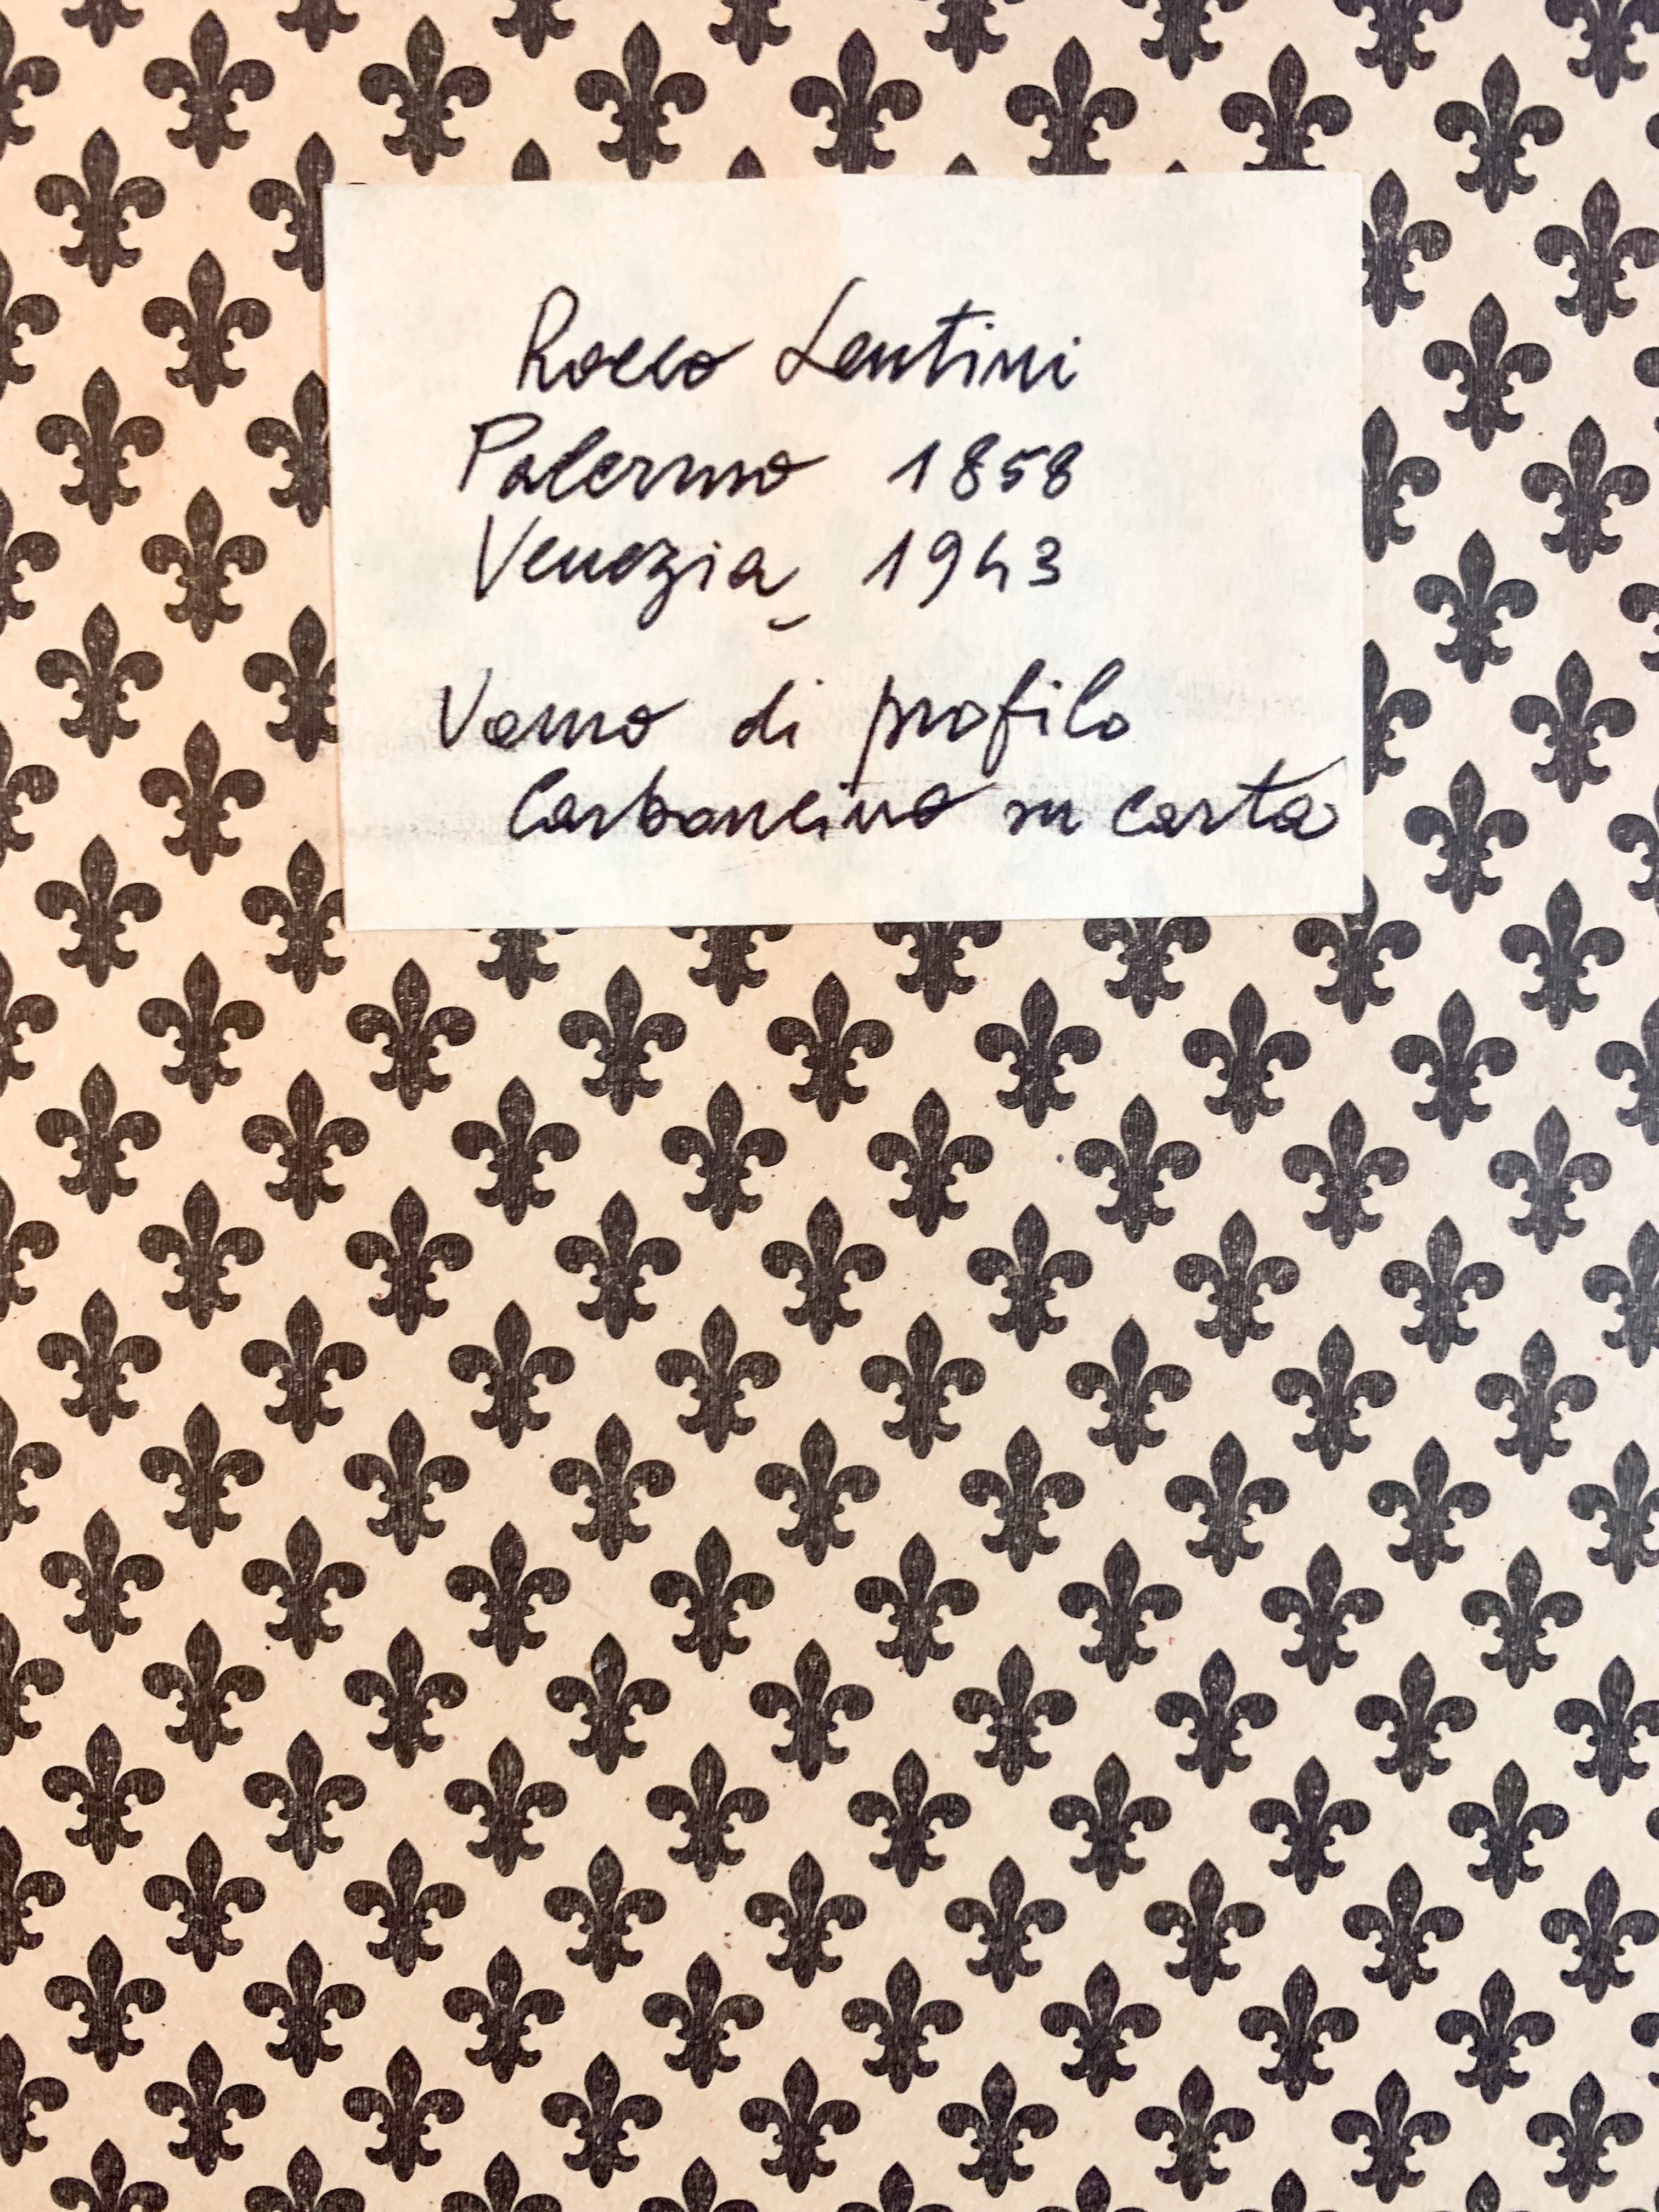 Rocco Lentini
Palermo 1858
Venezia 1943
Uomo di profilo
Carboncino su carta